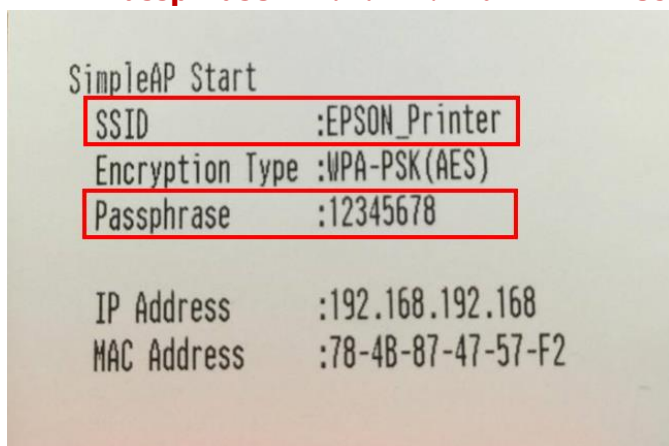 SimpleAP Start
SSID :EPSON_Printer
Encryption Type :WPA-PSK(AES)
Passphrase :12345678
IP Address :192.168.192.168
MAC Address :78-4B-87-47-57-F2